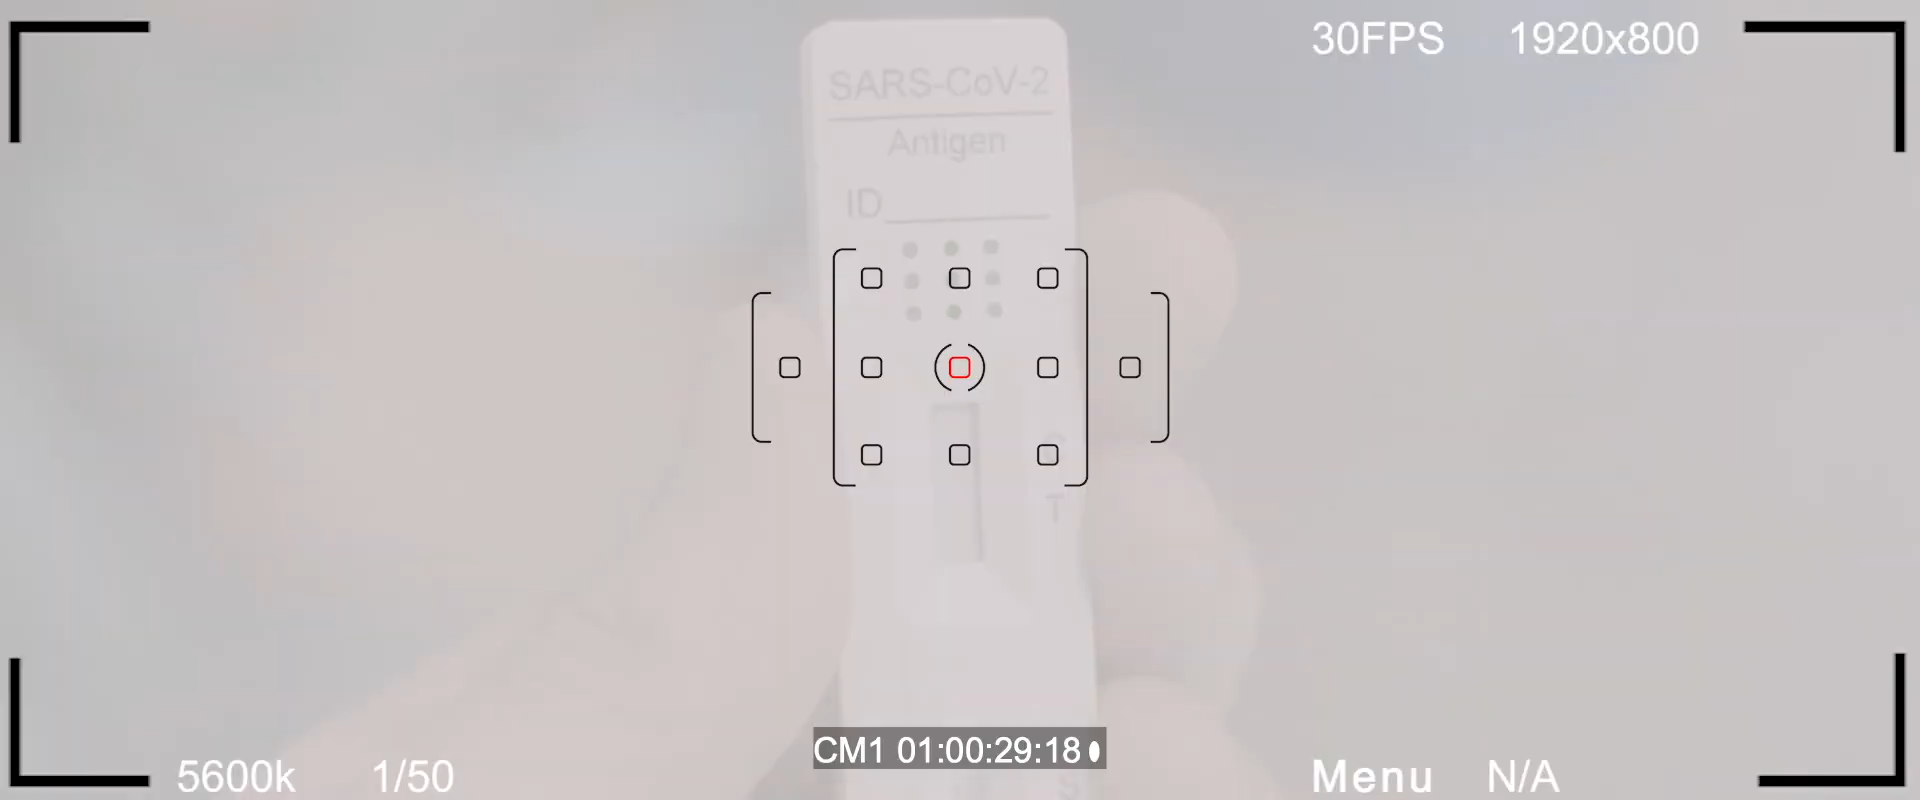 30FPS 1920x800
SARS-CoV-2
Antigen
ID
C
T
CM1 01:00:29:18
5600k 1/50
Menu N/A
S